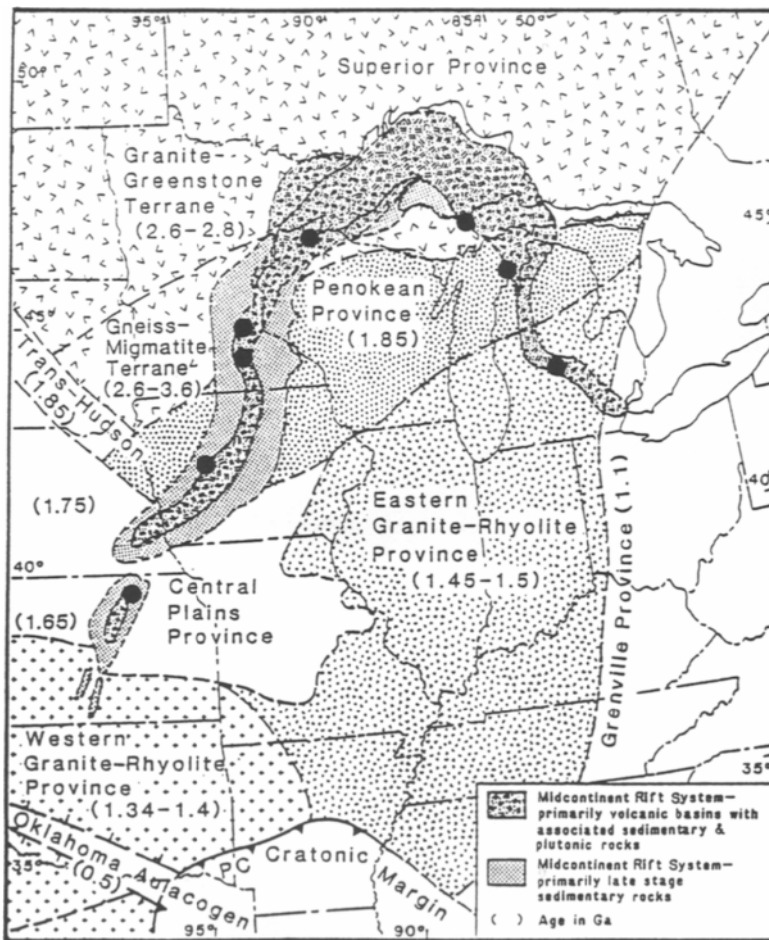 95°
90°
85°
50°
50°
Superior Province
Granite-
Greenstone
Terrane
(2.6-2.8)
45°
Penokean
Province
(1.85)
45°
Gneiss-
Migmatite
Terrane
(2.6-3.6)
Trans-Hudson
(1.85)
(1.75)
Eastern
Granite-Rhyolite
Province
(1.45-1.5)
40°
40°
Central
Plains
Province
(1.65)
Grenville Province (1.1)
Western
Granite-Rhyolite
Province
(1.34-1.4)
35°
Oklahoma Aulacogen
(0.5)
35°
PC Cratonic Margin
95°
90°
Midcontinent Rift System—
primarily volcanic basins with
associated sedimentary &
plutonic rocks
Midcontinent Rift System—
primarily late stage
sedimentary rocks
( ) Age in Ga